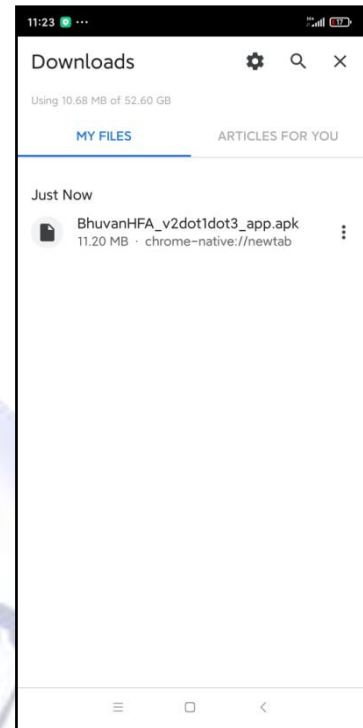 11:23
17
Downloads
Using 10.68 MB of 52.60 GB
MY FILES
ARTICLES FOR YOU
Just Now
BhuvanHFA_v2dot1dot3_app.apk
11.20 MB · chrome-native://newtab